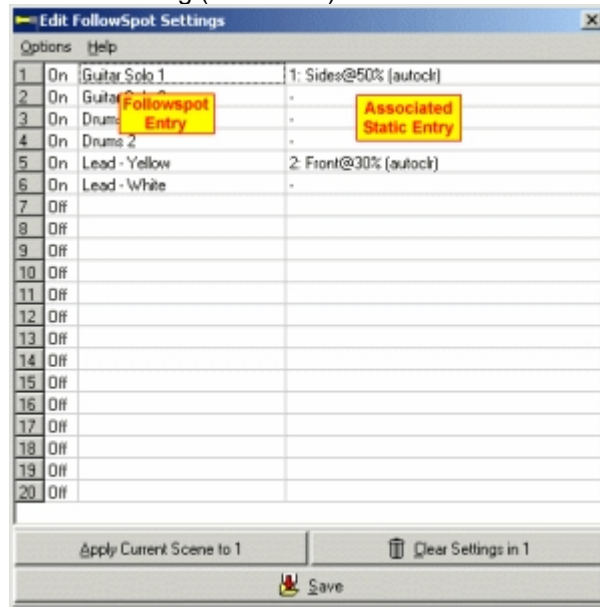 Edit FollowSpot Settings
Options Help
1 On Guitar Solo 1 1: Sides@50% (autoclr)
2 On Guitar -
3 On Drums -
4 On Drums 2 -
5 On Lead - Yellow 2: Front@30% (autoclr)
6 On Lead - White -
7 Off
8 Off
9 Off
10 Off
11 Off
12 Off
13 Off
14 Off
15 Off
16 Off
17 Off
18 Off
19 Off
20 Off
Followspot
Entry
Associated
Static Entry
Apply Current Scene to 1 Clear Settings in 1
Save